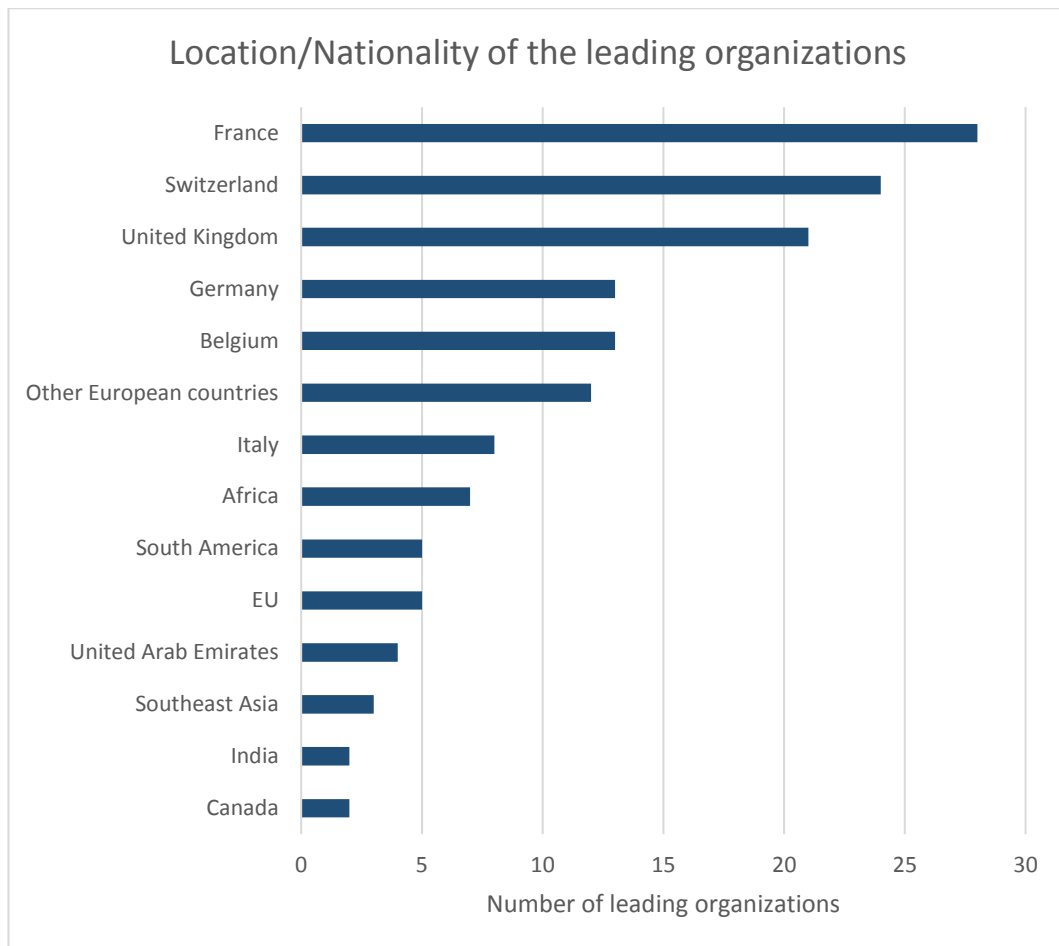 Location/Nationality of the leading organizations
France
Switzerland
United Kingdom
Germany
Belgium
Other European countries
Italy
Africa
South America
EU
United Arab Emirates
Southeast Asia
India
Canada
0 5 10 15 20 25 30
Number of leading organizations